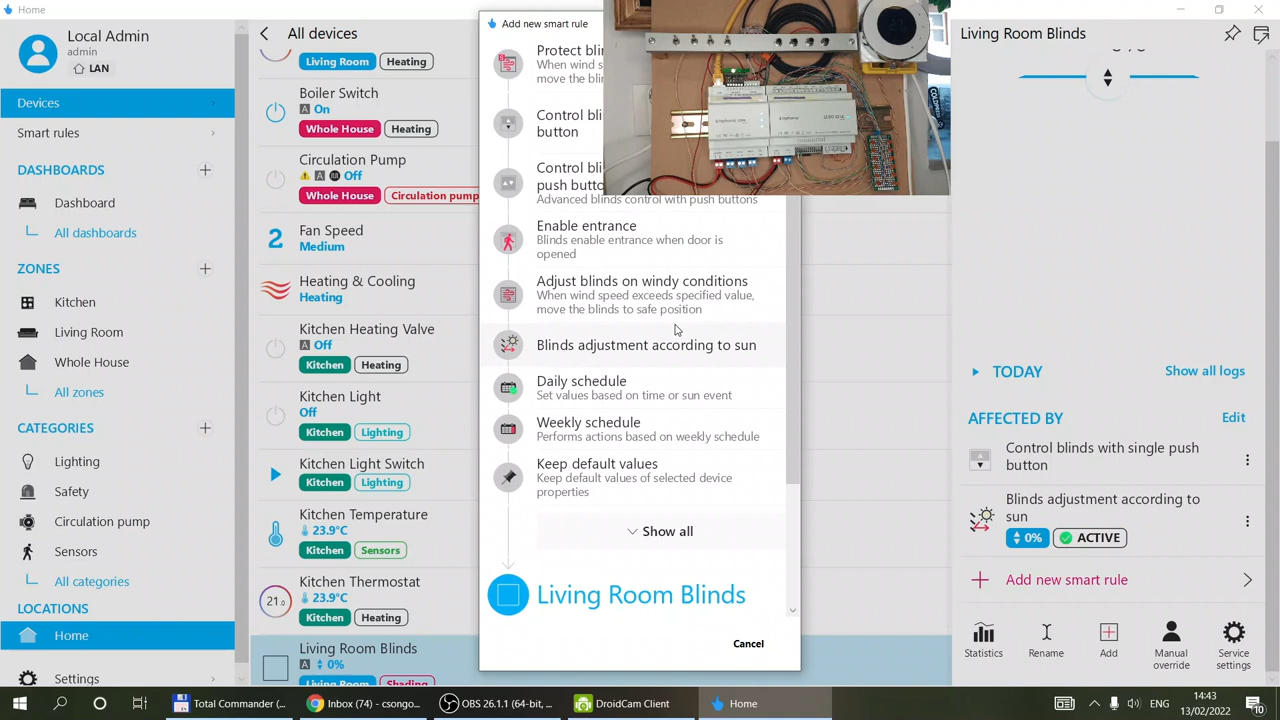 Home
Local Admin
admin
LAN
Devices
Smart rules
DASHBOARDS
Dashboard
All dashboards
ZONES
Kitchen
Living Room
Whole House
All zones
CATEGORIES
Lighting
Safety
Circulation pump
Sensors
All categories
LOCATIONS
Home
Settings
All devices
Living Room Heating
Boiler Switch
A On
Whole House Heating
Circulation Pump
A Off
Whole House Circulation pump
Fan Speed
2 Medium
Heating & Cooling
Heating
Kitchen Heating Valve
A Off
Kitchen Heating
Kitchen Light
Off
Kitchen Lighting
Kitchen Light Switch
Kitchen Lighting
Kitchen Temperature
23.9°C
Kitchen Sensors
Kitchen Thermostat
21.0 23.9°C
Kitchen Heating
Living Room Blinds
A 0%
Living Room Shading
Add new smart rule
Protect blin
When wind s
move the blin
Control bli
button
Control bli
push butto
Advanced blinds control with push buttons
Enable entrance
Blinds enable entrance when door is
opened
Adjust blinds on windy conditions
When wind speed exceeds specified value,
move the blinds to safe position
Blinds adjustment according to sun
Daily schedule
Set values based on time or sun event
Weekly schedule
Performs actions based on weekly schedule
Keep default values
Keep default values of selected device
properties
Show all
Living Room Blinds
Cancel
Living Room Blinds
TODAY Show all logs
AFFECTED BY Edit
Control blinds with single push
button
Blinds adjustment according to
sun
0% ACTIVE
Add new smart rule
Statistics
Rename
Add
Manual
override
Service
settings
Total Commander (...
Inbox (74) - csongo...
OBS 26.1.1 (64-bit, ...
DroidCam Client
Home
ENG
14:43
13/02/2022